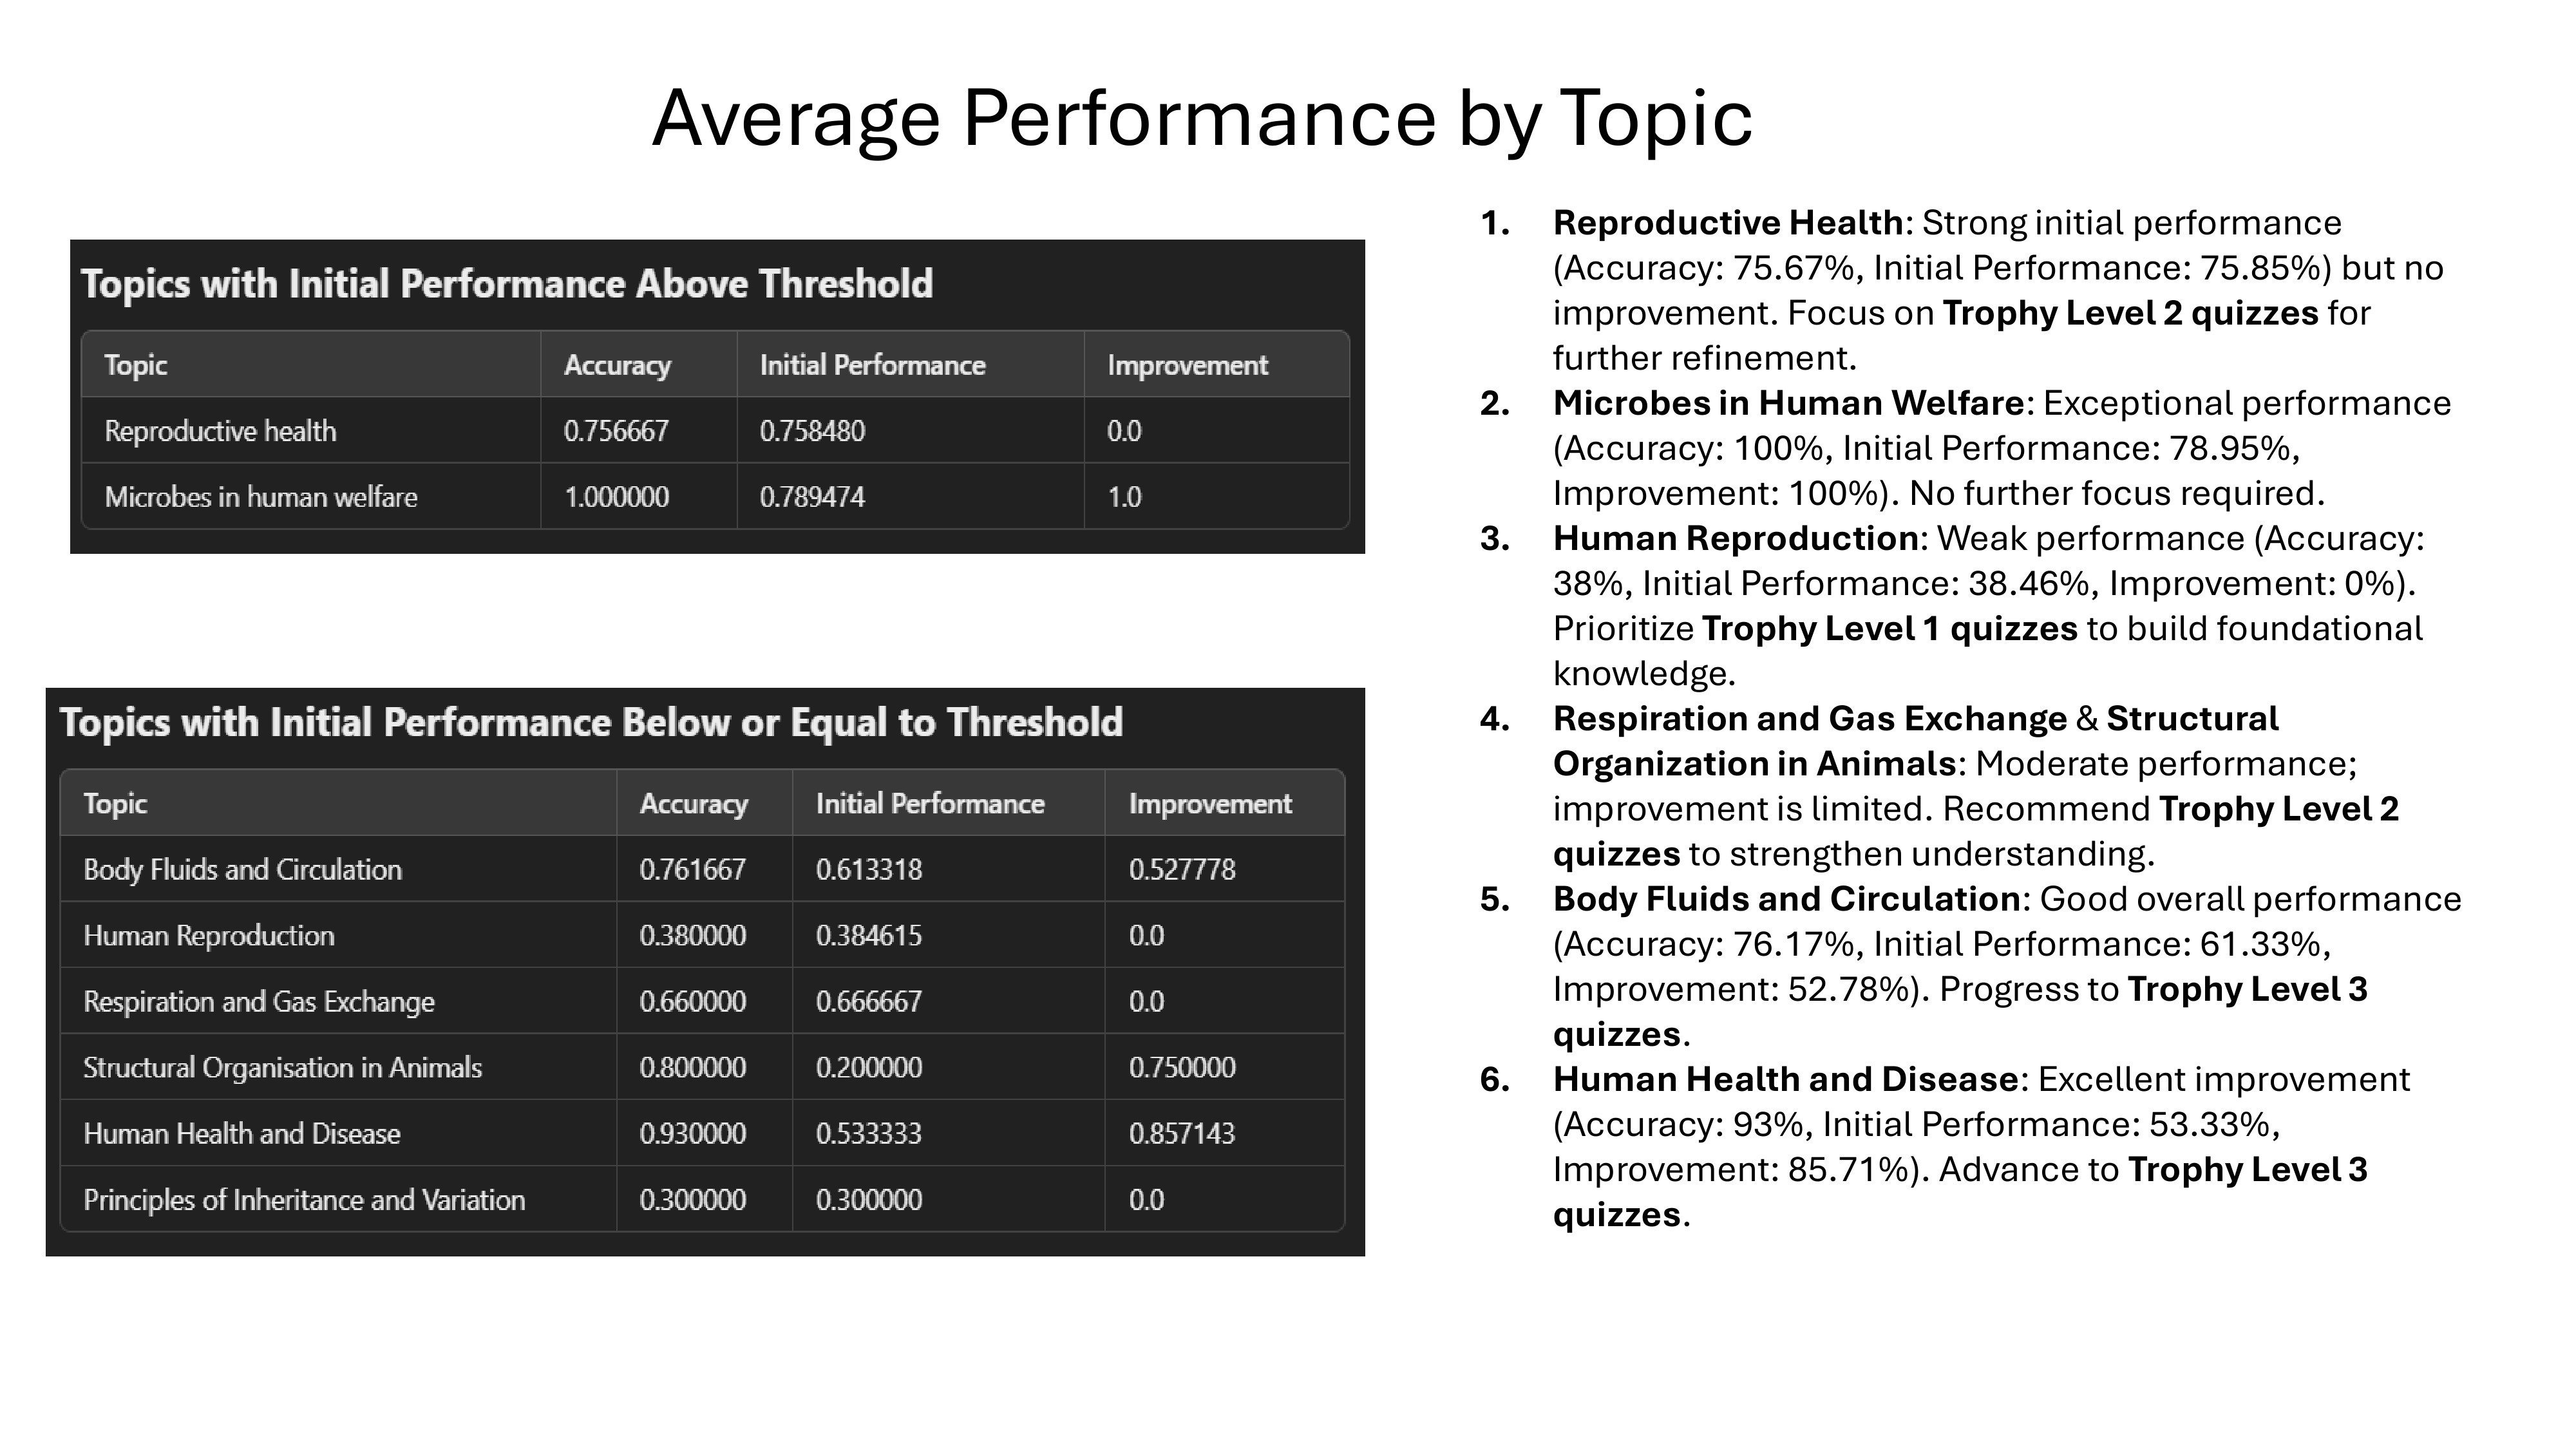 Average Performance by Topic
Topics with Initial Performance Above Threshold
Topic Accuracy Initial Performance Improvement
Reproductive health 0.756667 0.758480 0.0
Microbes in human welfare 1.000000 0.789474 1.0
Topics with Initial Performance Below or Equal to Threshold
Topic Accuracy Initial Performance Improvement
Body Fluids and Circulation 0.761667 0.613318 0.527778
Human Reproduction 0.380000 0.384615 0.0
Respiration and Gas Exchange 0.660000 0.666667 0.0
Structural Organisation in Animals 0.800000 0.200000 0.750000
Human Health and Disease 0.930000 0.533333 0.857143
Principles of Inheritance and Variation 0.300000 0.300000 0.0
1. Reproductive Health: Strong initial performance
(Accuracy: 75.67%, Initial Performance: 75.85%) but no
improvement. Focus on Trophy Level 2 quizzes for
further refinement.
2. Microbes in Human Welfare: Exceptional performance
(Accuracy: 100%, Initial Performance: 78.95%,
Improvement: 100%). No further focus required.
3. Human Reproduction: Weak performance (Accuracy:
38%, Initial Performance: 38.46%, Improvement: 0%).
Prioritize Trophy Level 1 quizzes to build foundational
knowledge.
4. Respiration and Gas Exchange & Structural
Organization in Animals: Moderate performance;
improvement is limited. Recommend Trophy Level 2
quizzes to strengthen understanding.
5. Body Fluids and Circulation: Good overall performance
(Accuracy: 76.17%, Initial Performance: 61.33%,
Improvement: 52.78%). Progress to Trophy Level 3
quizzes.
6. Human Health and Disease: Excellent improvement
(Accuracy: 93%, Initial Performance: 53.33%,
Improvement: 85.71%). Advance to Trophy Level 3
quizzes.